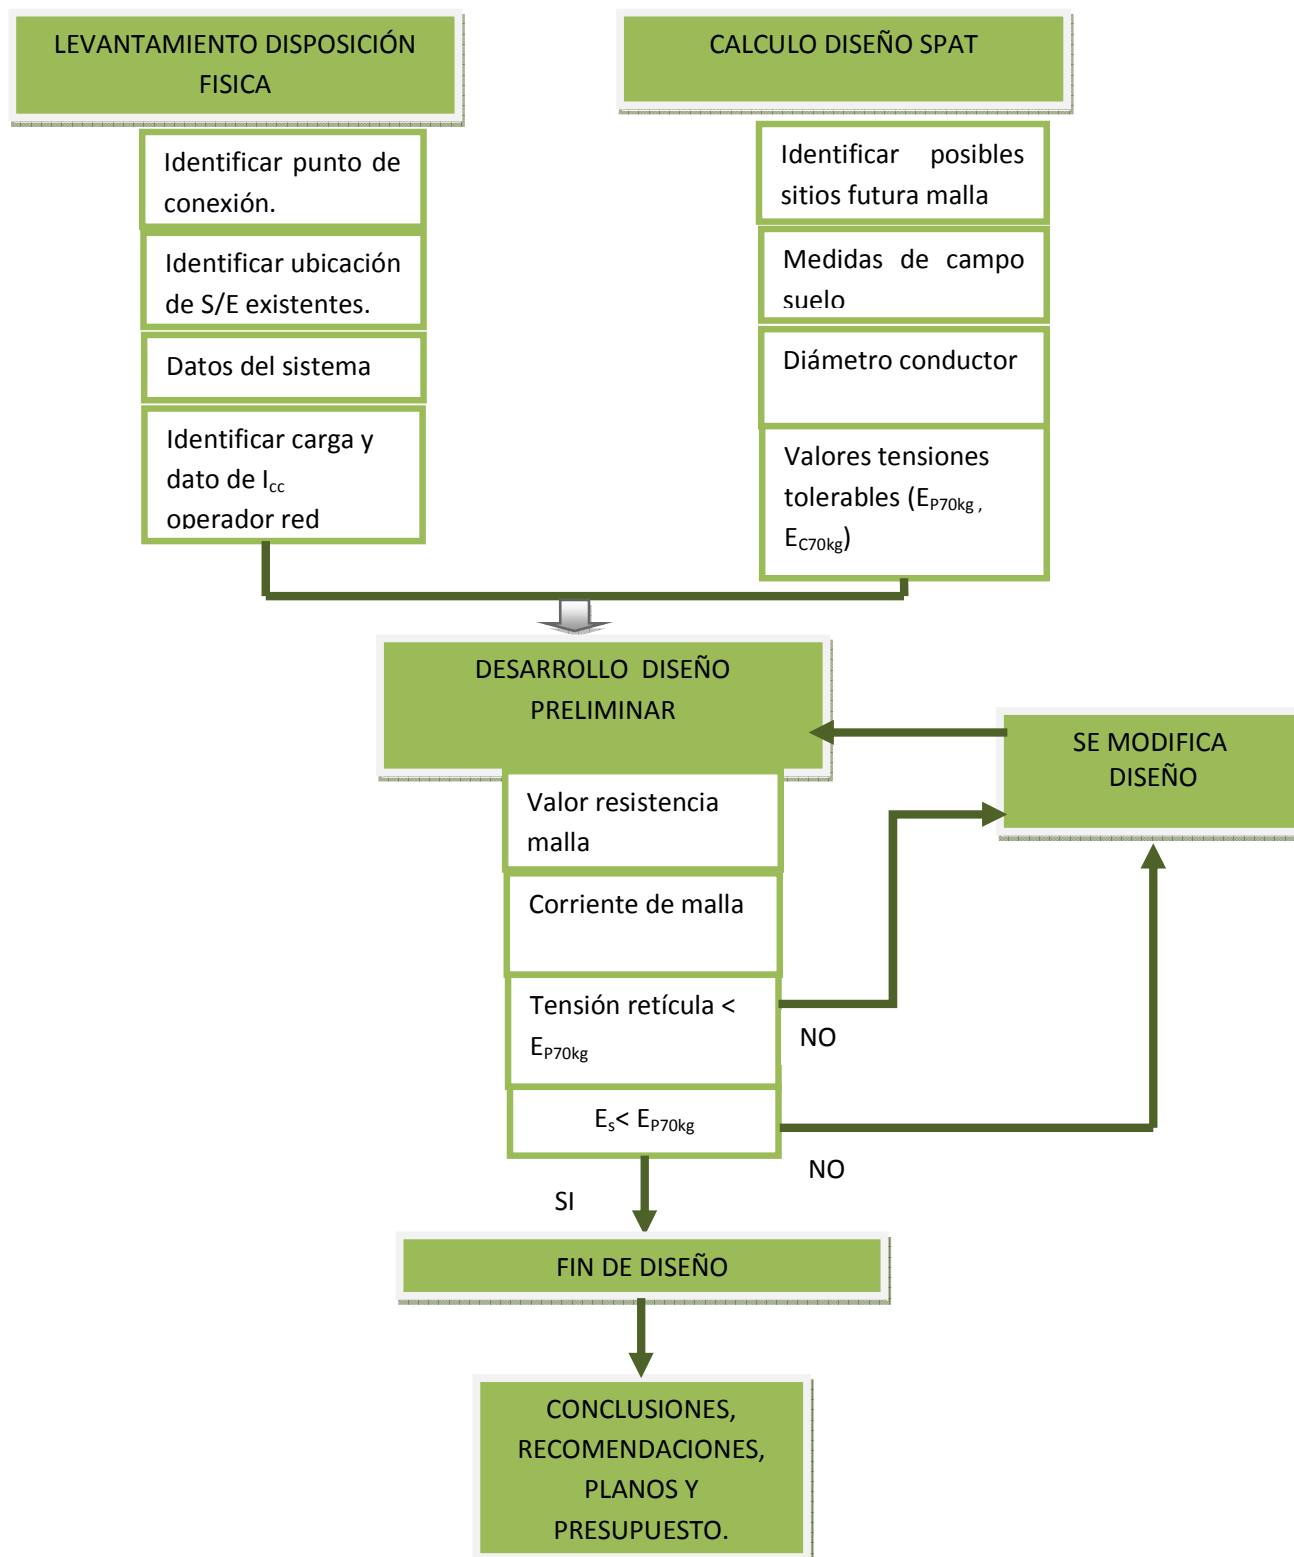 LEVANTAMIENTO DISPOSICIÓN
FISICA
Identificar punto de
conexión.
Identificar ubicación
de S/E existentes.
Datos del sistema
Identificar carga y
dato de Icc
operador red
CALCULO DISEÑO SPAT
Identificar posibles
sitios futura malla
Medidas de campo
suelo
Diámetro conductor
Valores tensiones
tolerables (EP70kg ,
EC70kg)
DESARROLLO DISEÑO
PRELIMINAR
SE MODIFICA
DISEÑO
Valor resistencia
malla
Corriente de malla
Tensión retícula <
EP70kg
NO
Es< EP70kg
NO
SI
FIN DE DISEÑO
CONCLUSIONES,
RECOMENDACIONES,
PLANOS Y
PRESUPUESTO.